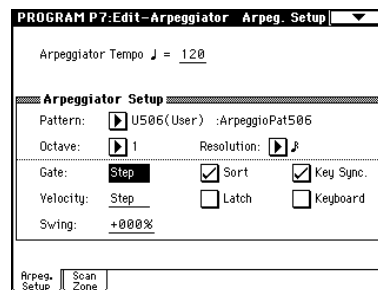 PROGRAM P7:Edit-Arpeggiator Arpeg. Setup
Arpeggiator Tempo ♩ = 120
Arpeggiator Setup
Pattern: U506(User) :ArpeggioPat506
Octave: 1 Resolution: ♪
Gate: Step Sort Key Sync.
Velocity: Step Latch Keyboard
Swing: +000%
Arpeg. Setup Scan Zone